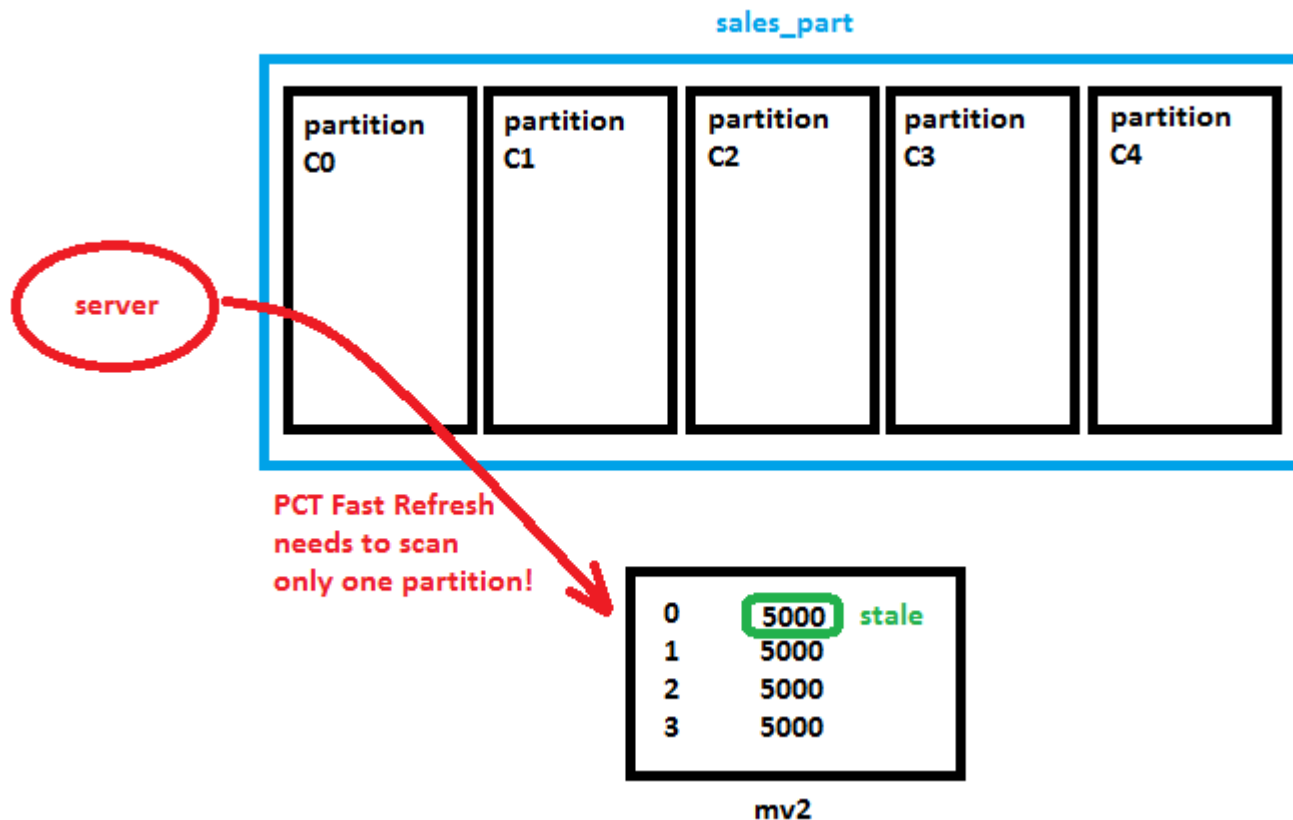 sales_part
partition
C0
partition
C1
partition
C2
partition
C3
partition
C4
server
PCT Fast Refresh
needs to scan
only one partition!
0 5000 stale
1 5000
2 5000
3 5000
mv2